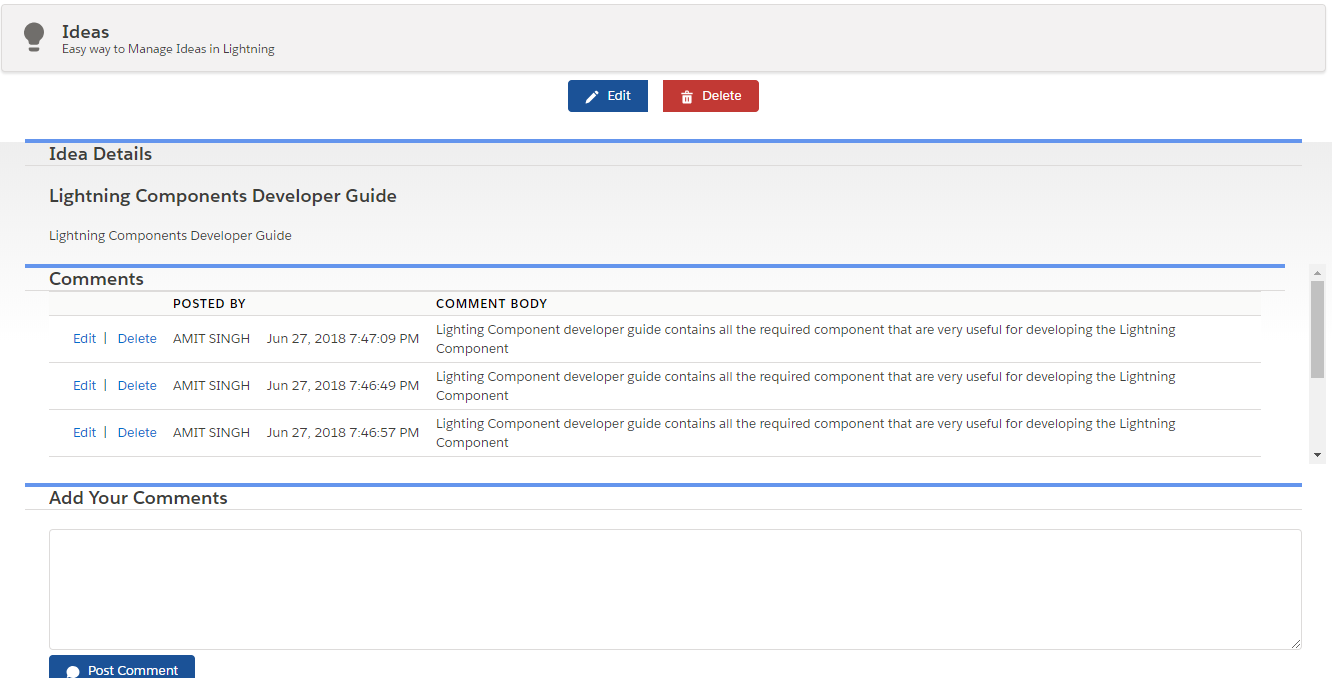 Ideas
Easy way to Manage Ideas in Lightning
Edit Delete
Idea Details
Lightning Components Developer Guide
Lightning Components Developer Guide
Comments
POSTED BY COMMENT BODY
Edit | Delete AMIT SINGH Jun 27, 2018 7:47:09 PM Lighting Component developer guide contains all the required component that are very useful for developing the Lightning
Component
Edit | Delete AMIT SINGH Jun 27, 2018 7:46:49 PM Lighting Component developer guide contains all the required component that are very useful for developing the Lightning
Component
Edit | Delete AMIT SINGH Jun 27, 2018 7:46:57 PM Lighting Component developer guide contains all the required component that are very useful for developing the Lightning
Component
Add Your Comments
Post Comment